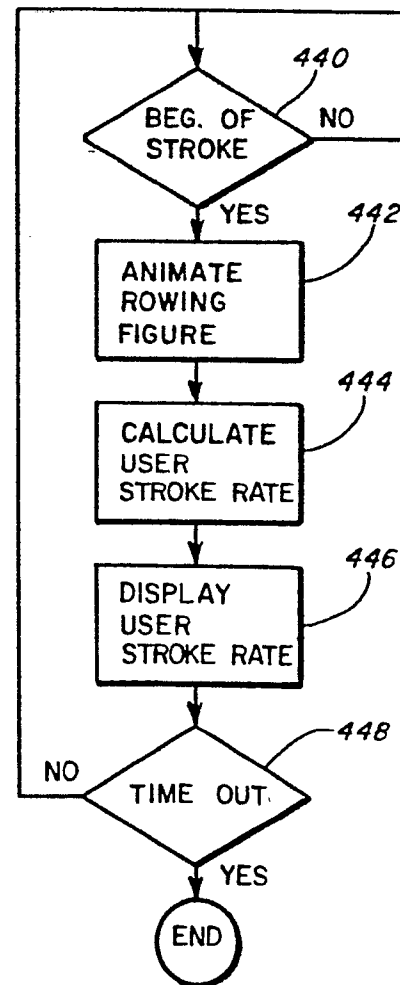 440
BEG. OF
STROKE
NO
YES
442
ANIMATE
ROWING
FIGURE
444
CALCULATE
USER
STROKE RATE
446
DISPLAY
USER
STROKE RATE
448
NO
TIME OUT
YES
END